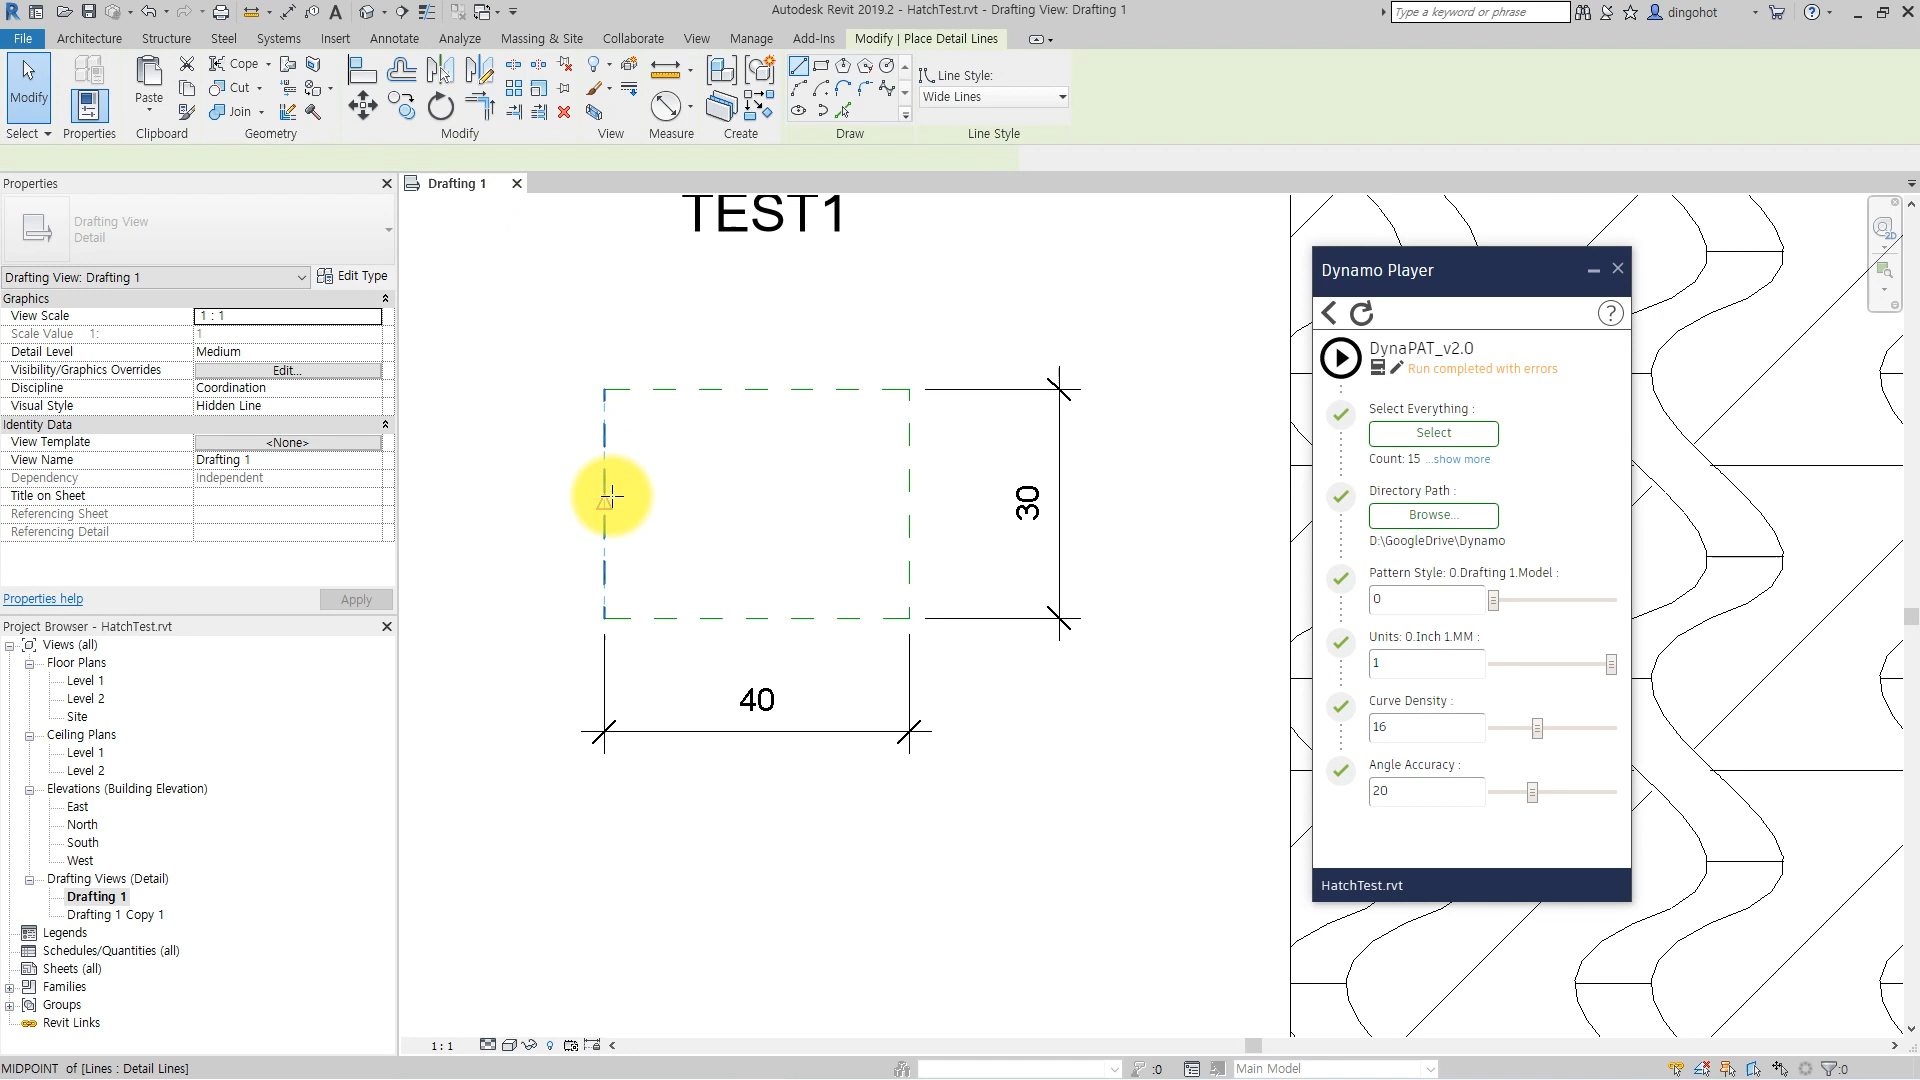 Autodesk Revit 2019.2 - HatchTest.rvt - Drafting View: Drafting 1
Type a keyword or phrase
dingohot
File
Architecture
Structure
Steel
Systems
Insert
Annotate
Analyze
Massing & Site
Collaborate
View
Manage
Add-Ins
Modify | Place Detail Lines
Modify
Paste
Cope
Cut
Join
Line Style:
Wide Lines
Select
Properties
Clipboard
Geometry
Modify
View
Measure
Create
Draw
Line Style
Properties
Drafting View
Detail
Drafting View: Drafting 1
Edit Type
Graphics
View Scale
1 : 1
Scale Value 1:
1
Detail Level
Medium
Visibility/Graphics Overrides
Edit...
Discipline
Coordination
Visual Style
Hidden Line
Identity Data
View Template
<None>
View Name
Drafting 1
Dependency
Independent
Title on Sheet
Referencing Sheet
Referencing Detail
Properties help
Apply
Project Browser - HatchTest.rvt
Views (all)
Floor Plans
Level 1
Level 2
Site
Ceiling Plans
Level 1
Level 2
Elevations (Building Elevation)
East
North
South
West
Drafting Views (Detail)
Drafting 1
Drafting 1 Copy 1
Legends
Schedules/Quantities (all)
Sheets (all)
Families
Groups
Revit Links
Drafting 1
TEST1
30
40
2D
Dynamo Player
?
DynaPAT_v2.0
Run completed with errors
Select Everything :
Select
Count: 15 ...show more
Directory Path :
Browse...
D:\GoogleDrive\Dynamo
Pattern Style: 0.Drafting 1.Model :
0
Units: 0.Inch 1.MM :
1
Curve Density :
16
Angle Accuracy :
20
HatchTest.rvt
1 : 1
MIDPOINT of [Lines : Detail Lines]
:0
Main Model
:0